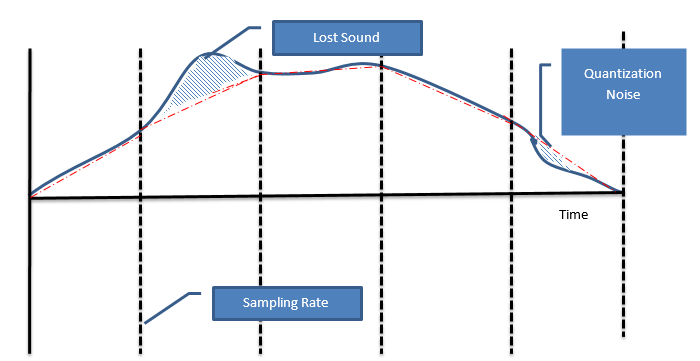 Lost Sound
Quantization
Noise
Time
Sampling Rate